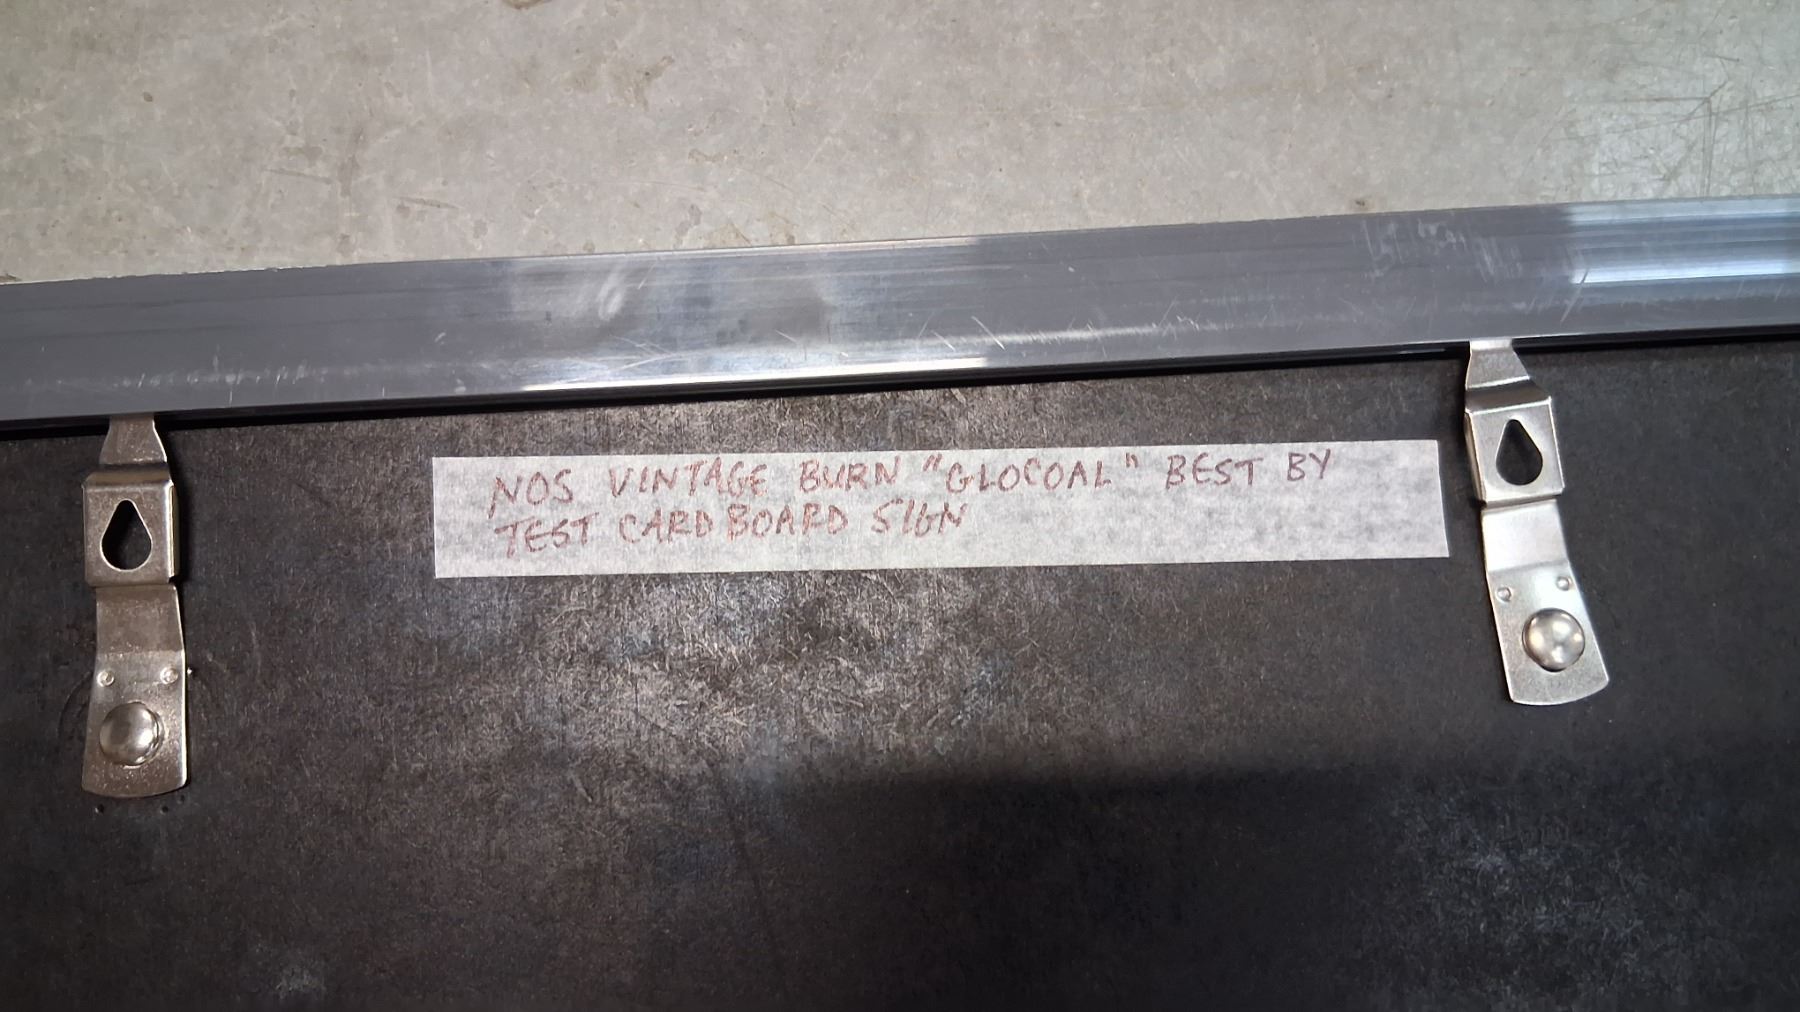 NOS VINTAGE BURN "GLOCOAL" BEST BY
TEST CARDBOARD SIGN